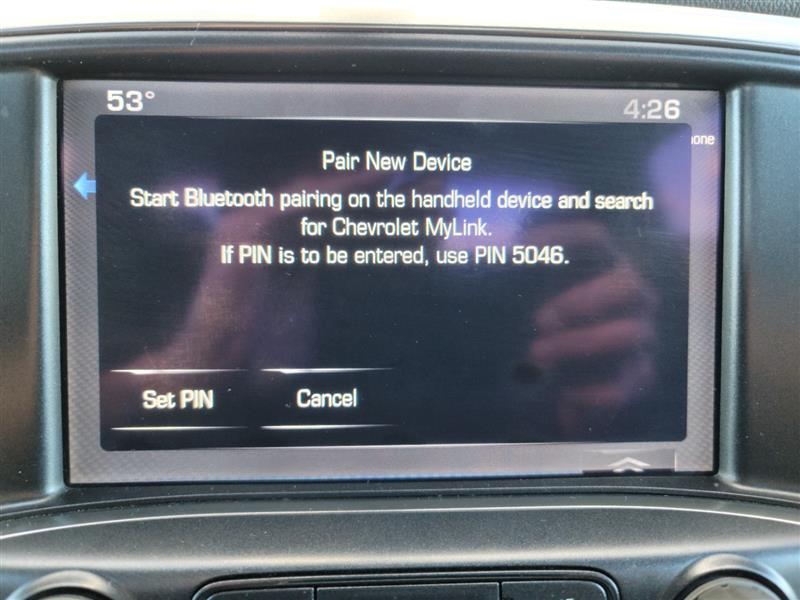 53°
4:26
one
Pair New Device
Start Bluetooth pairing on the handheld device and search
for Chevrolet MyLink.
If PIN is to be entered, use PIN 5046.
Set PIN
Cancel